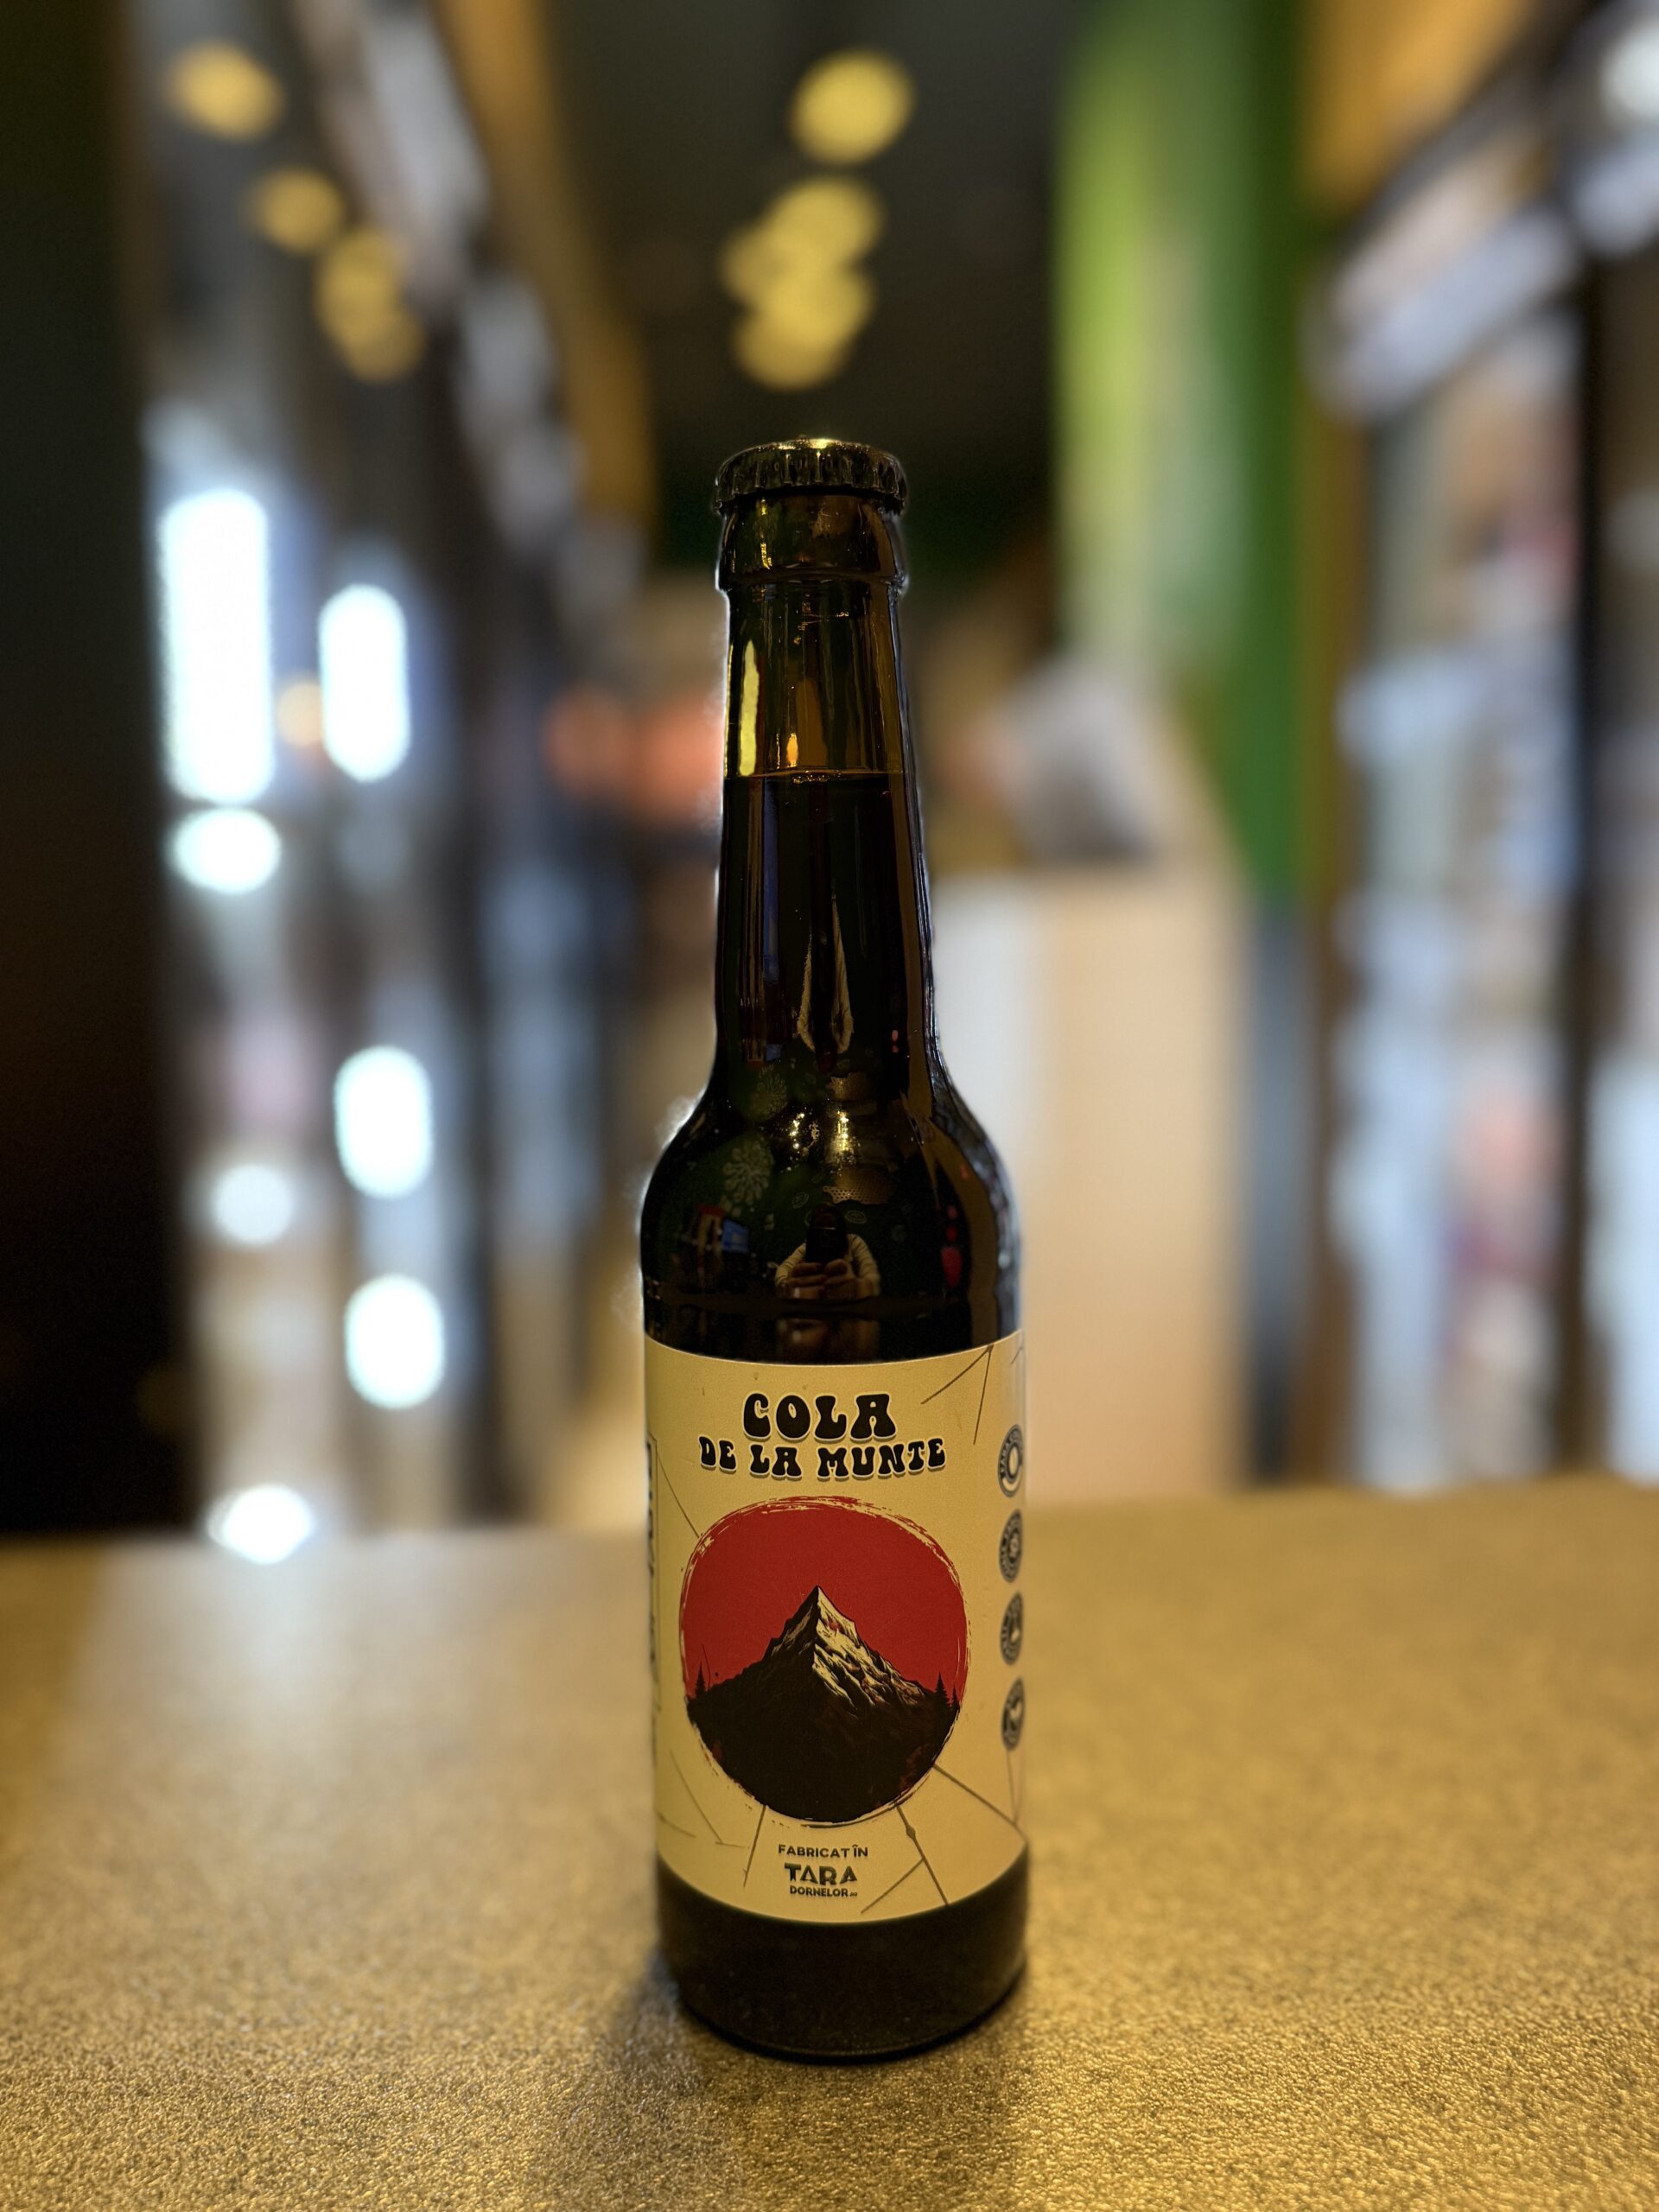 COLA
DE LA MUNTE
FABRICAT ÎN
TARA
DORNELOR